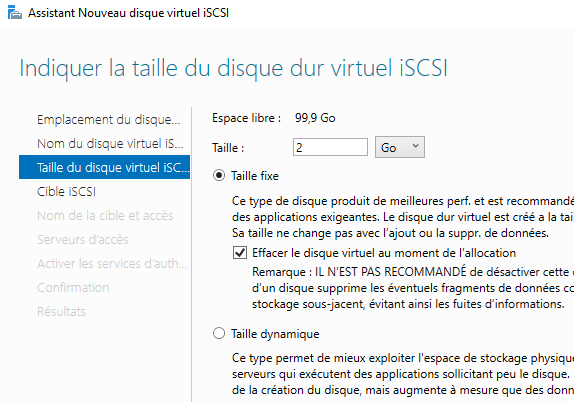 Assistant Nouveau disque virtuel iSCSI
Indiquer la taille du disque dur virtuel iSCSI
Emplacement du disque...
Nom du disque virtuel iS...
Taille du disque virtuel iSC...
Cible iSCSI
Nom de la cible et accès
Serveurs d'accès
Activer les services d'auth...
Confirmation
Résultats
Espace libre : 99,9 Go
Taille : 2 Go
Taille fixe
Ce type de disque produit de meilleures perf. et est recommandé
des applications exigeantes. Le disque dur virtuel est créé a la tai
Sa taille ne change pas avec l'ajout ou la suppr. de données.
Effacer le disque virtuel au moment de l'allocation
Remarque : IL N'EST PAS RECOMMANDÉ de désactiver cette
d'un disque supprime les éventuels fragments de données co
stockage sous-jacent, évitant ainsi les fuites d'informations.
Taille dynamique
Ce type permet de mieux exploiter l'espace de stockage physique
serveurs qui exécutent des applications sollicitant peu le disque.
de la création du disque, mais augmente à mesure que des donn